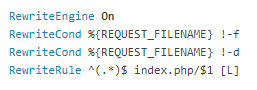 RewriteEngine On
RewriteCond %{REQUEST_FILENAME} !-f
RewriteCond %{REQUEST_FILENAME} !-d
RewriteRule ^(.*)$ index.php/$1 [L]